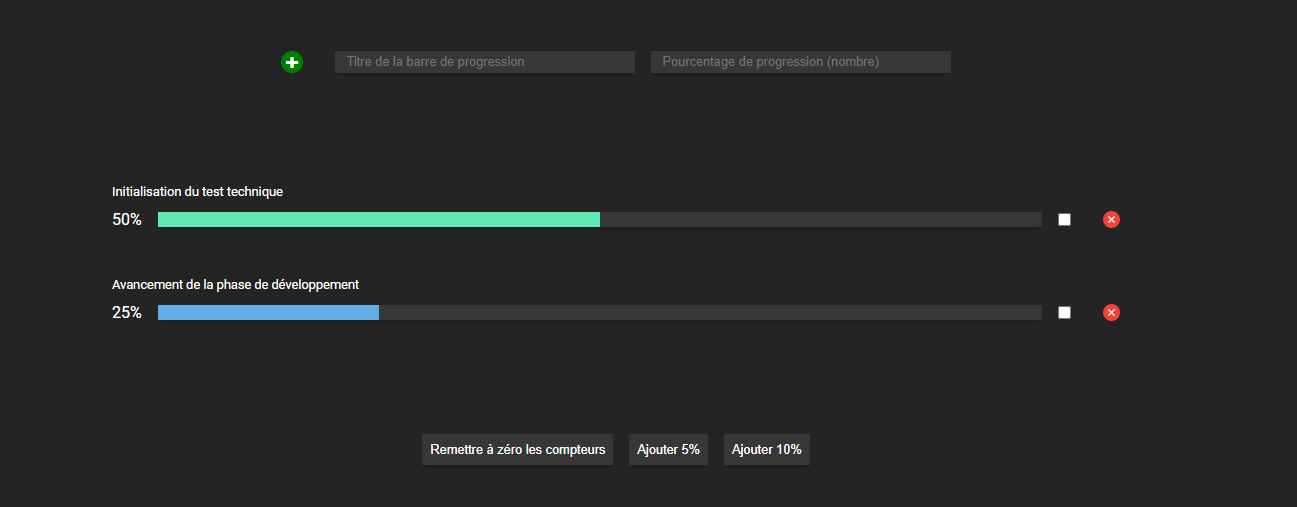 Titre de la barre de progression Pourcentage de progression (nombre)
Initialisation du test technique
50%
Avancement de la phase de développement
25%
Remettre à zéro les compteurs Ajouter 5% Ajouter 10%